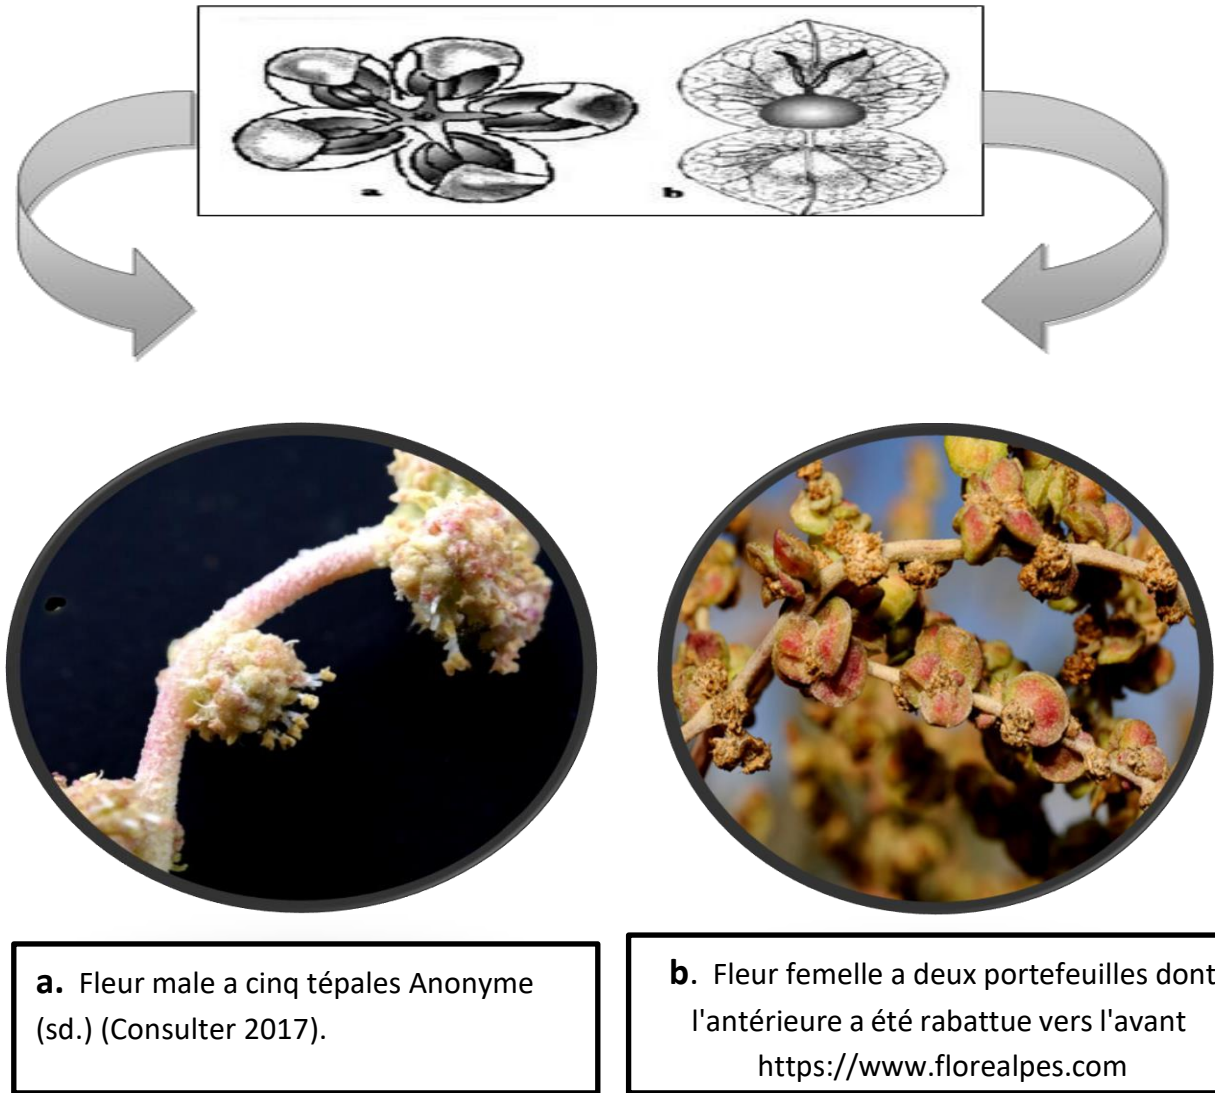 a
b
a. Fleur male a cinq tépales Anonyme
(sd.) (Consulter 2017).
b. Fleur femelle a deux portefeuilles dont
l'antérieure a été rabattue vers l'avant
https://www.florealpes.com